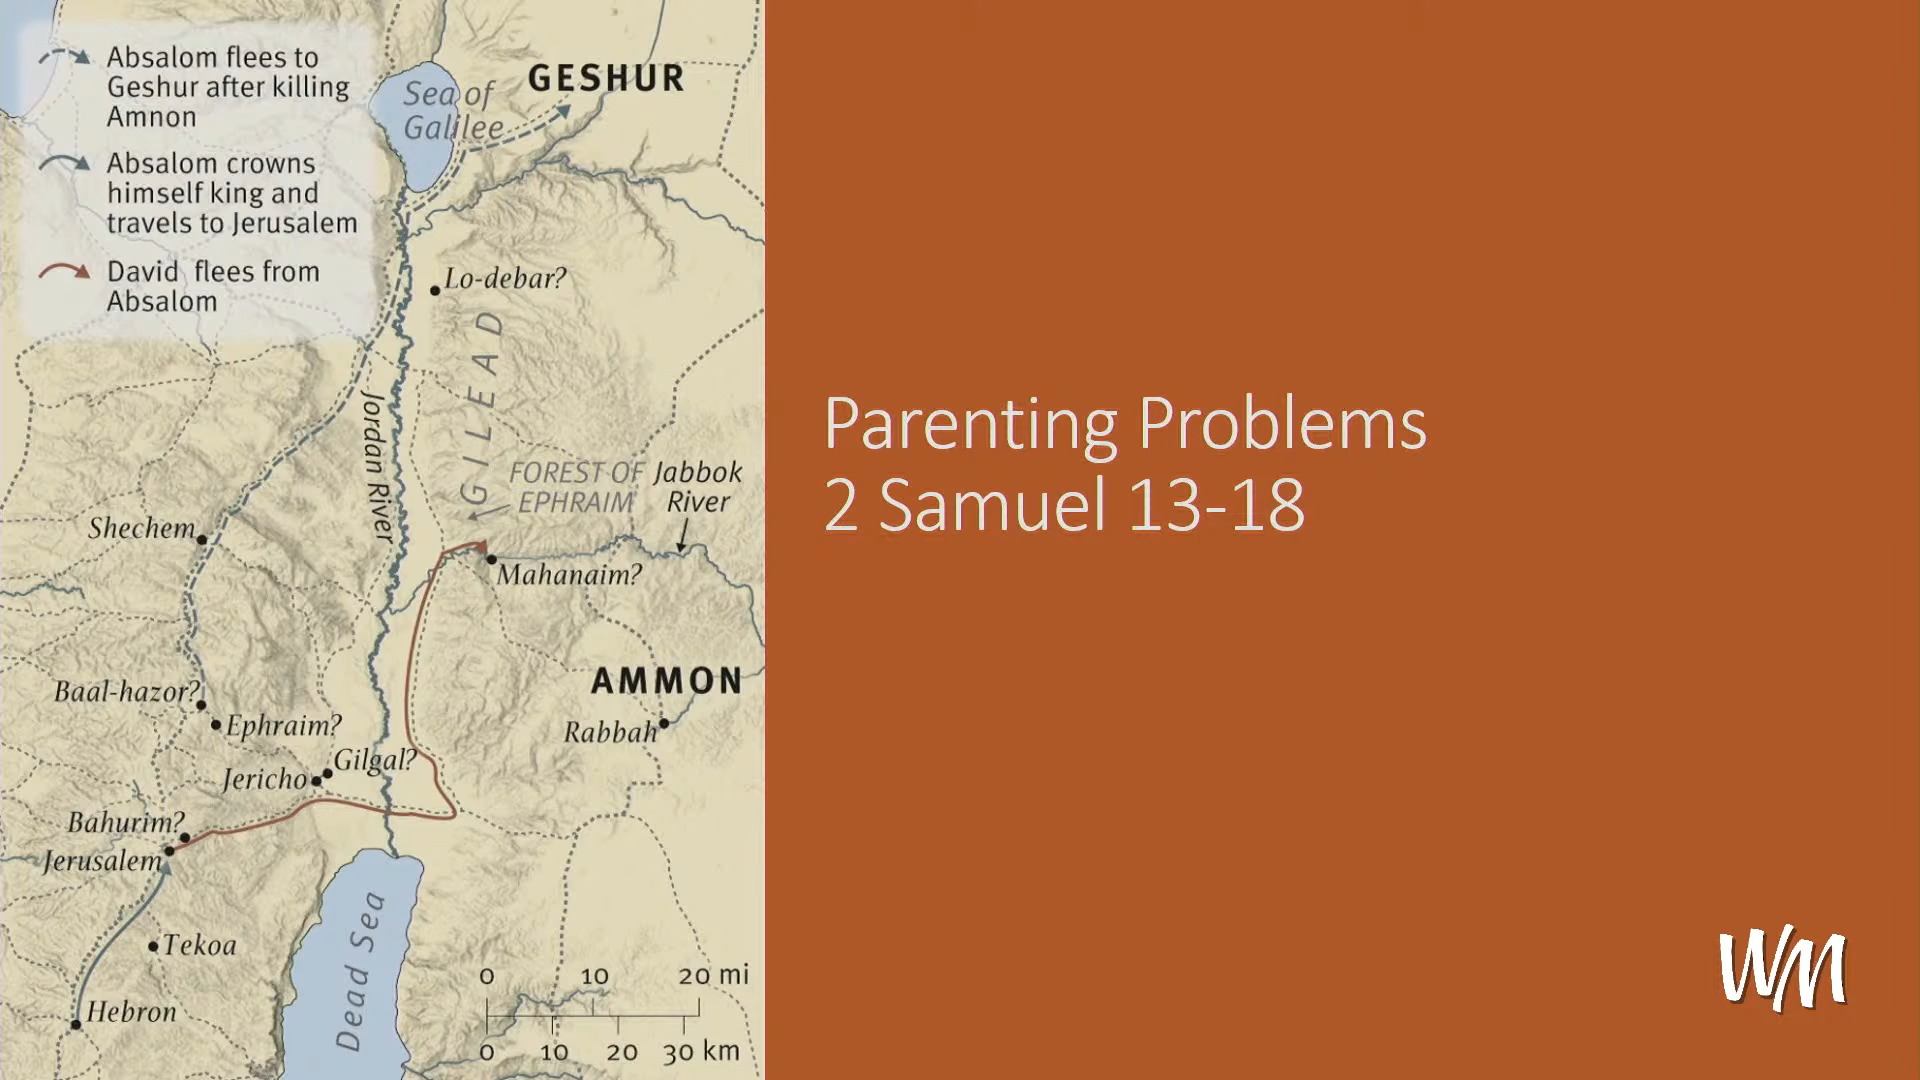 Absalom flees to
Geshur after killing
Amnon
Absalom crowns
himself king and
travels to Jerusalem
David flees from
Absalom
GESHUR
Sea of
Galilee
Lo-debar?
GILEAD
Jordan River
FOREST OF
EPHRAIM
Jabbok
River
Shechem
Mahanaim?
AMMON
Rabbah
Baal-hazor?
Ephraim?
Gilgal?
Jericho
Bahurim?
Jerusalem
Tekoa
Hebron
Dead Sea
0 10 20 mi
0 10 20 30 km
Parenting Problems
2 Samuel 13-18
WM